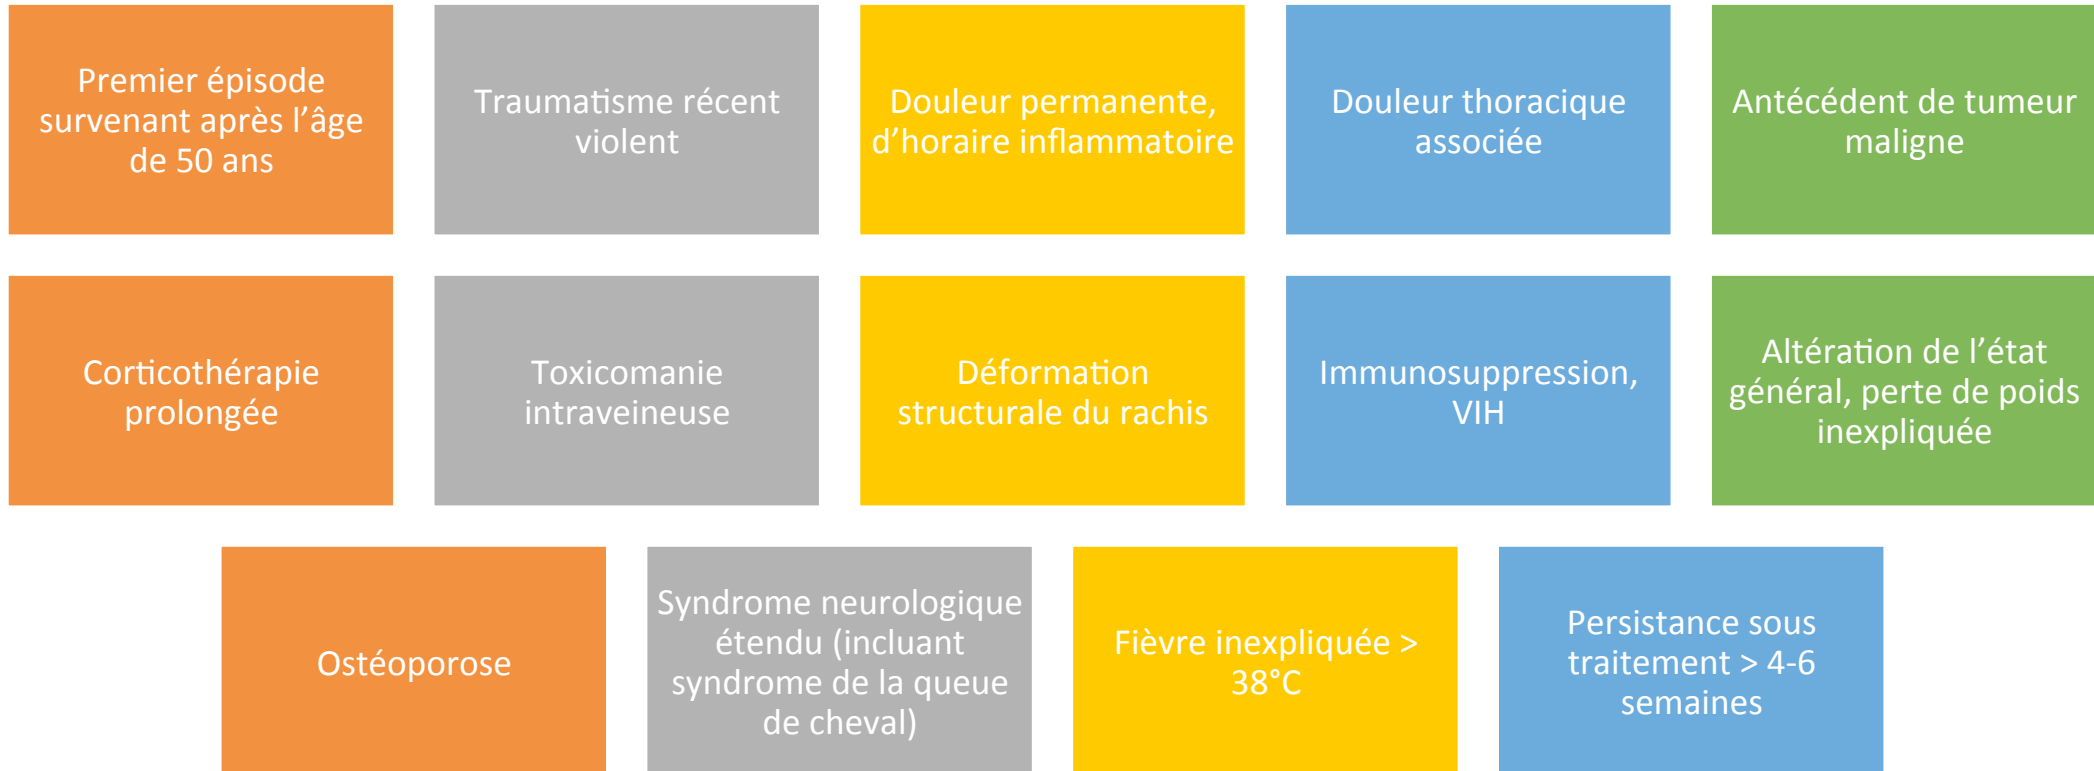 Premier épisode
survenant après l’âge
de 50 ans
Traumatisme récent
violent
Douleur permanente,
d’horaire inflammatoire
Douleur thoracique
associée
Antécédent de tumeur
maligne
Corticothérapie
prolongée
Toxicomanie
intraveineuse
Déformation
structurale du rachis
Immunosuppression,
VIH
Altération de l’état
général, perte de poids
inexpliquée
Ostéoporose
Syndrome neurologique
étendu (incluant
syndrome de la queue
de cheval)
Fièvre inexpliquée >
38°C
Persistance sous
traitement > 4-6
semaines